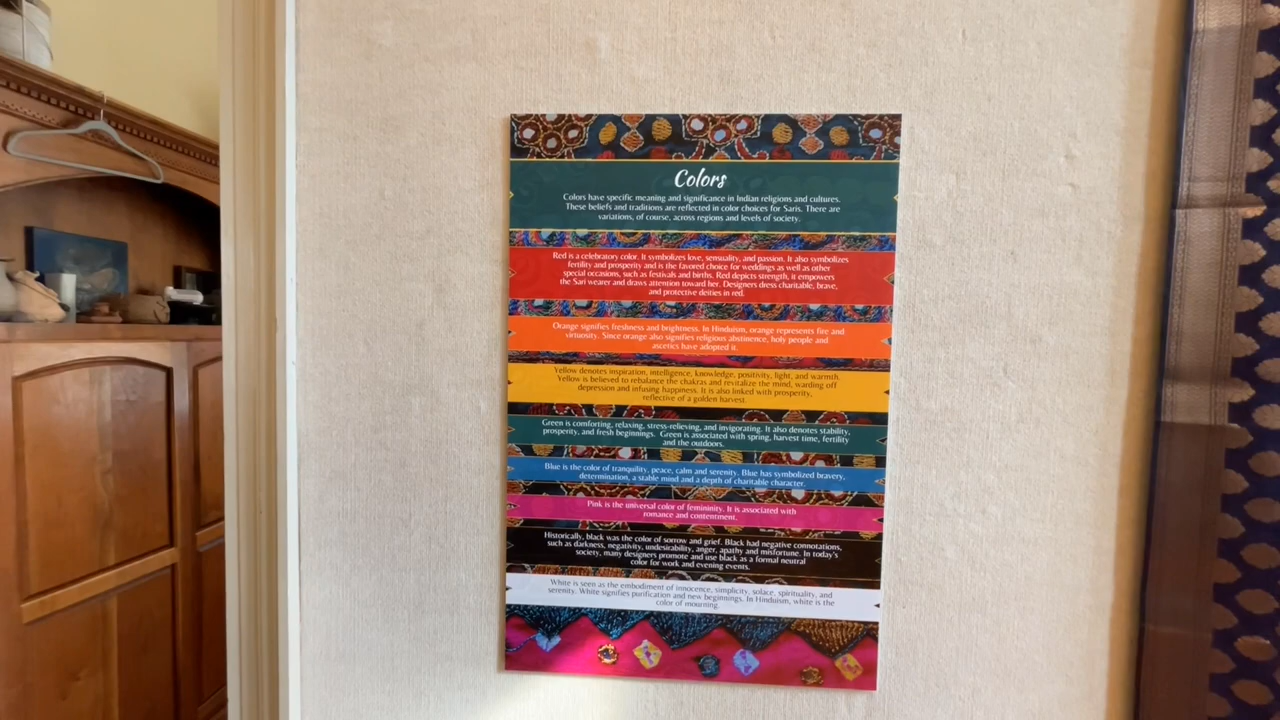 Colors
Colors have specific meaning and significance in Indian religions and cultures.
These beliefs and traditions are reflected in color choices for Saris. There are
variations, of course, across regions and levels of society.
Red is a celebratory color. It symbolizes love, sensuality, and passion. It also symbolizes
fertility and prosperity and is the favored choice for weddings as well as other
special occasions, such as festivals and births. Red depicts strength, it empowers
the Sari wearer and draws attention toward her. Designers dress charitable, brave,
and protective deities in red.
Orange signifies freshness and brightness. In Hinduism, orange represents fire and
virtuosity. Since orange also signifies religious abstinence, holy people and
ascetics have adopted it.
Yellow denotes inspiration, intelligence, knowledge, positivity, light, and warmth.
Yellow is believed to rebalance the chakras and revitalize the mind, warding off
depression and infusing happiness. It is also linked with prosperity,
reflective of a golden harvest.
Green is comforting, relaxing, stress-relieving, and invigorating. It also denotes stability,
prosperity, and fresh beginnings. Green is associated with spring, harvest time, fertility
and the outdoors.
Blue is the color of tranquility, peace, calm and serenity. Blue has symbolized bravery,
determination, a stable mind and a depth of charitable character.
Pink is the universal color of femininity. It is associated with
romance and contentment.
Historically, black was the color of sorrow and grief. Black had negative connotations,
such as darkness, negativity, undesirability, anger, apathy and misfortune. In today's
society, many designers promote and use black as a formal neutral
color for work and evening events.
White is seen as the embodiment of innocence, simplicity, solace, spirituality, and
serenity. White signifies purification and new beginnings. In Hinduism, white is the
color of mourning.